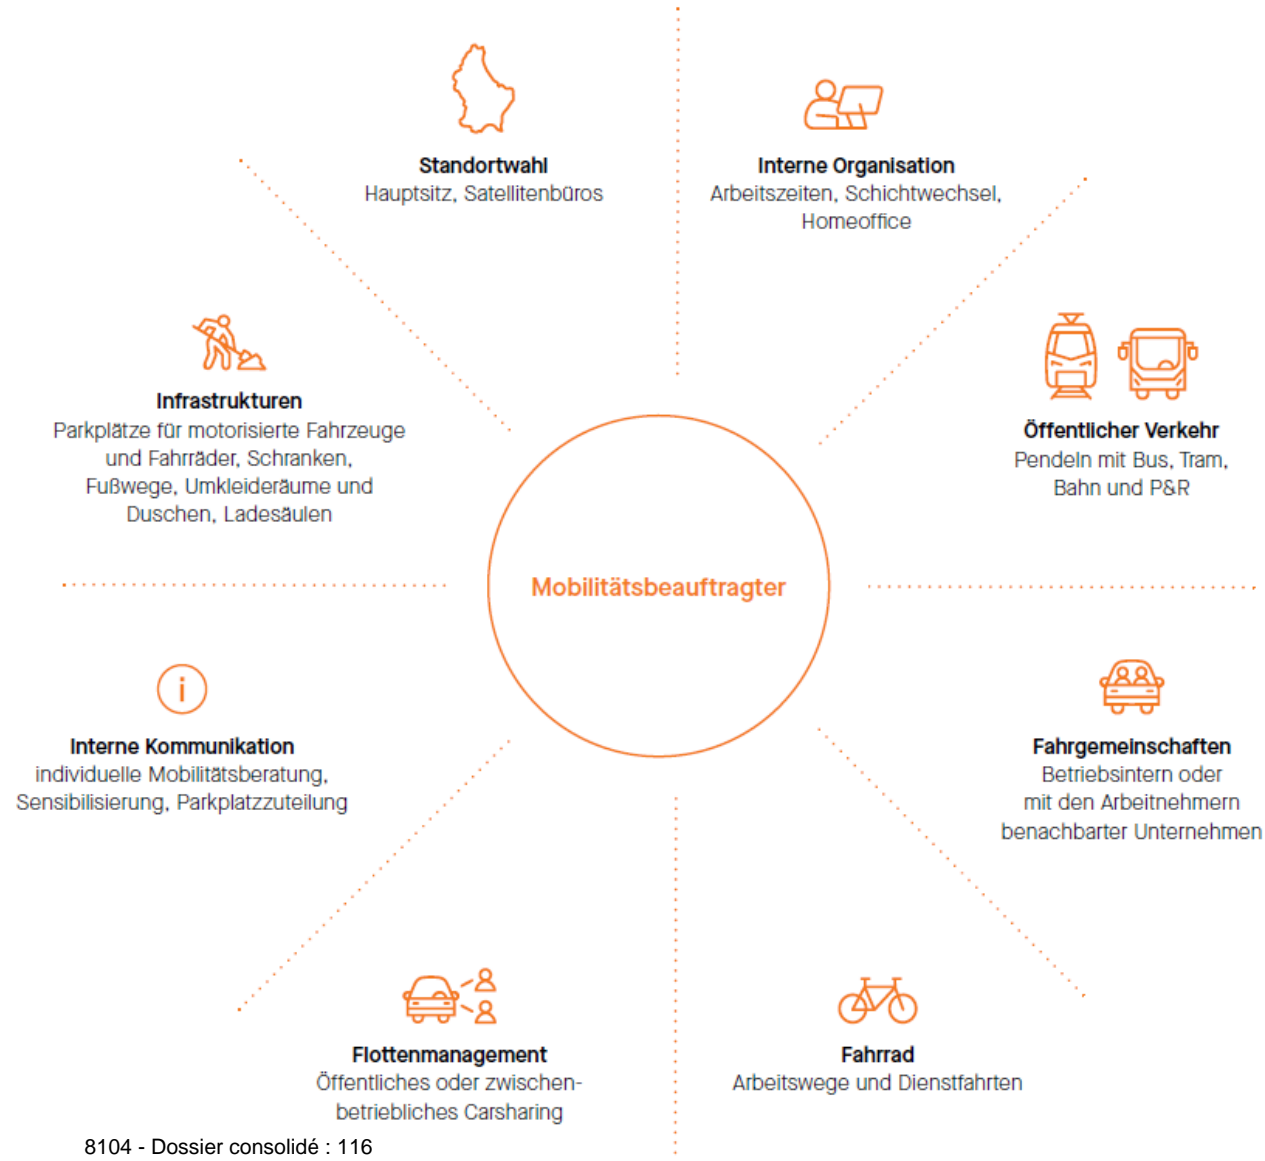 Standortwahl
Hauptsitz, Satellitenbüros
Interne Organisation
Arbeitszeiten, Schichtwechsel,
Homeoffice
Infrastrukturen
Parkplätze für motorisierte Fahrzeuge
und Fahrräder, Schranken,
Fußwege, Umkleideräume und
Duschen, Ladesäulen
Öffentlicher Verkehr
Pendeln mit Bus, Tram,
Bahn und P&R
Mobilitätsbeauftragter
Interne Kommunikation
individuelle Mobilitätsberatung,
Sensibilisierung, Parkplatzzuteilung
Fahrgemeinschaften
Betriebsintern oder
mit den Arbeitnehmern
benachbarter Unternehmen
Flottenmanagement
Öffentliches oder zwischen-
betriebliches Carsharing
Fahrrad
Arbeitswege und Dienstfahrten
8104 - Dossier consolidé : 116